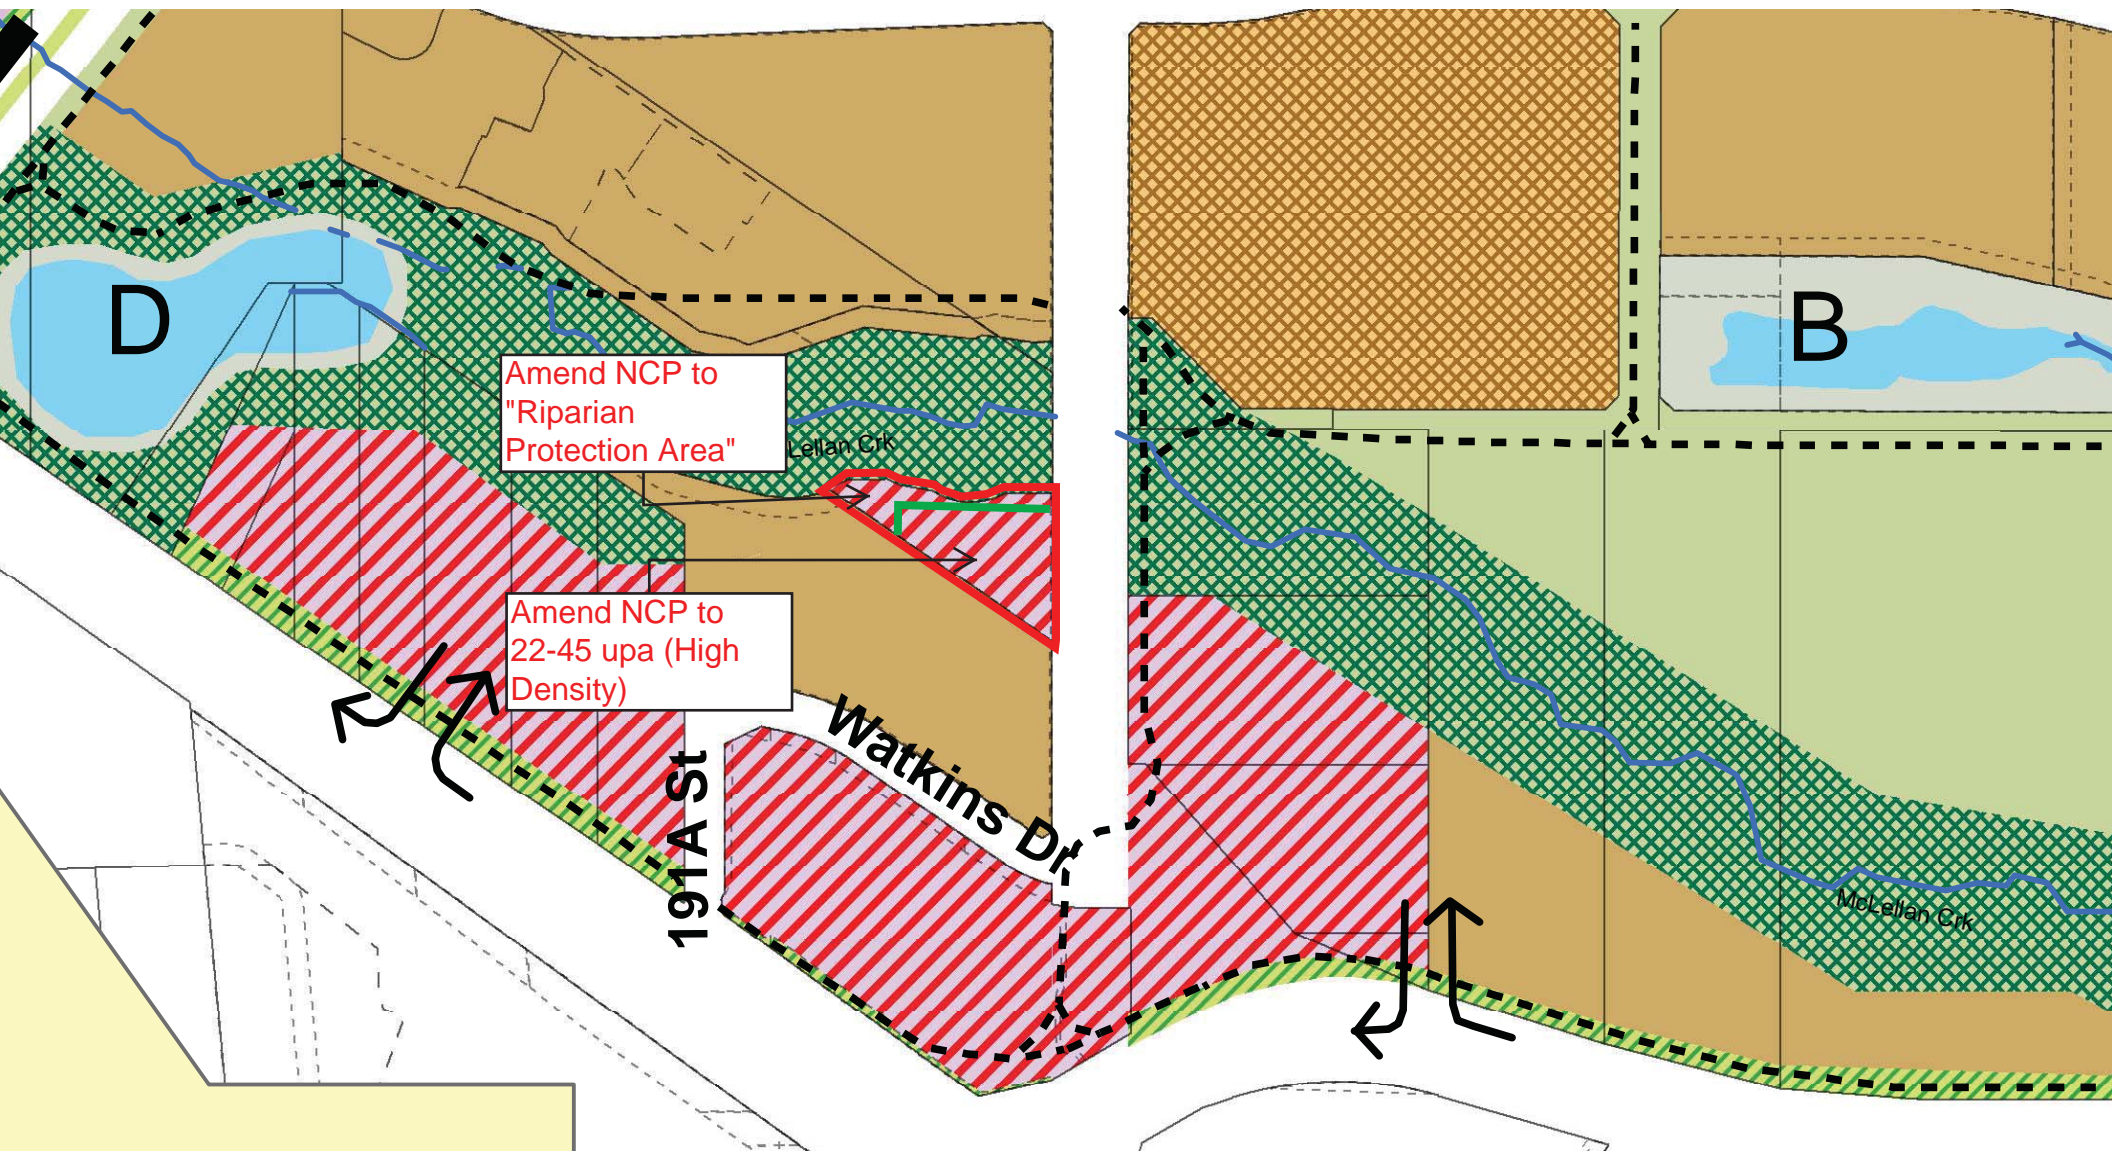 D
B
Amend NCP to
"Riparian
Protection Area"
Lellan Crk
Amend NCP to
22-45 upa (High
Density)
Watkins Dr.
191A St
McLellan Crk